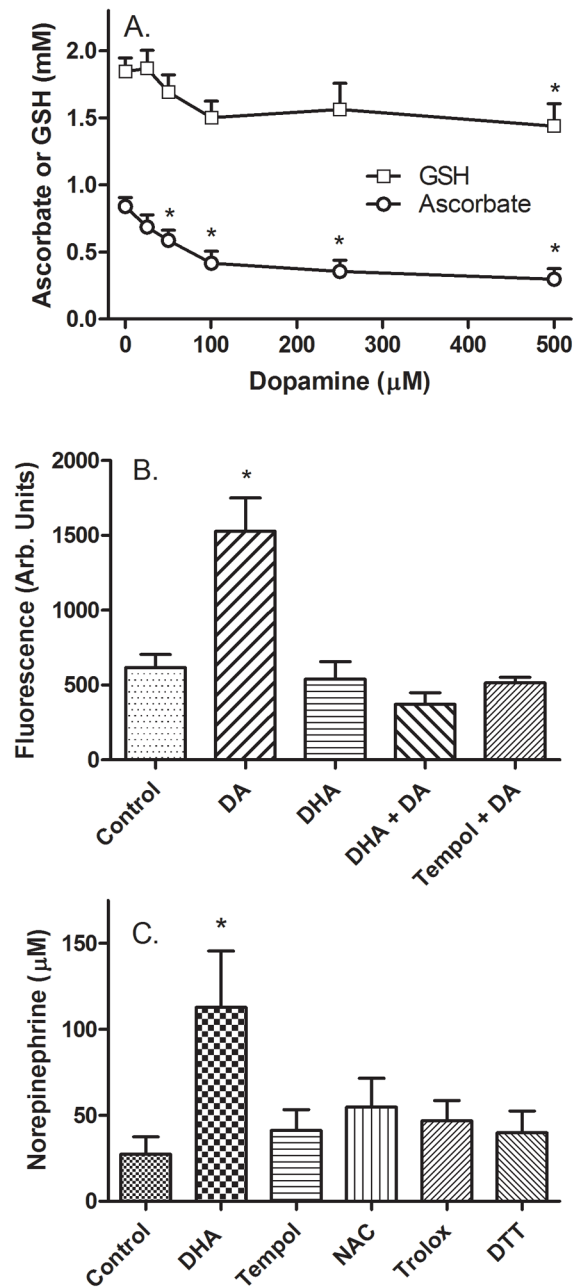 A.
Ascorbate or GSH (mM)
2.0
1.5
1.0
0.5
0.0
*
GSH
Ascorbate
* * * *
0 100 200 300 400 500
Dopamine (μM)
B.
Fluorescence (Arb. Units)
2000
1500
1000
500
0
*
Control DA DHA DHA + DA Tempol + DA
C.
Norepinephrine (μM)
150
100
50
0
*
Control DHA Tempol NAC Trolox DTT